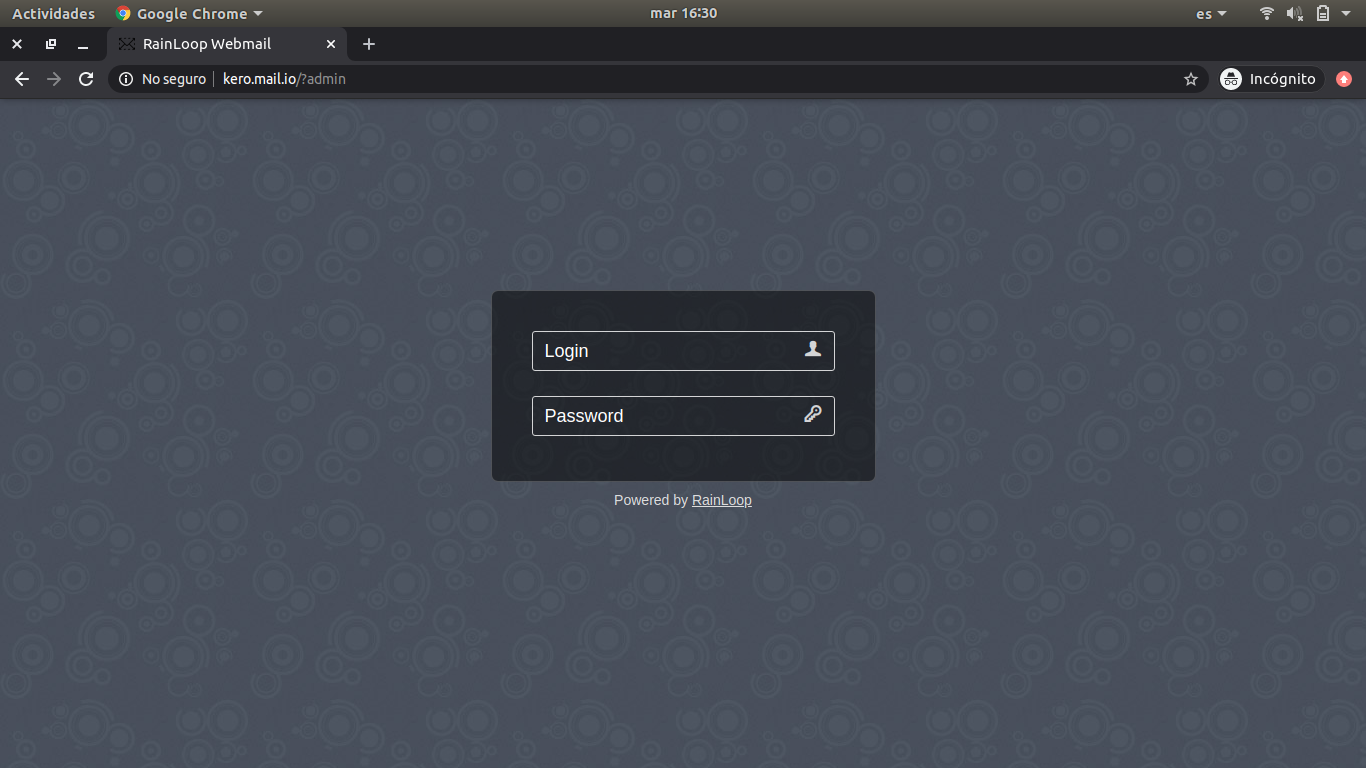 Actividades Google Chrome mar 16:30 es
RainLoop Webmail
No seguro kero.mail.io/?admin Incógnito
Login
Password
Powered by RainLoop